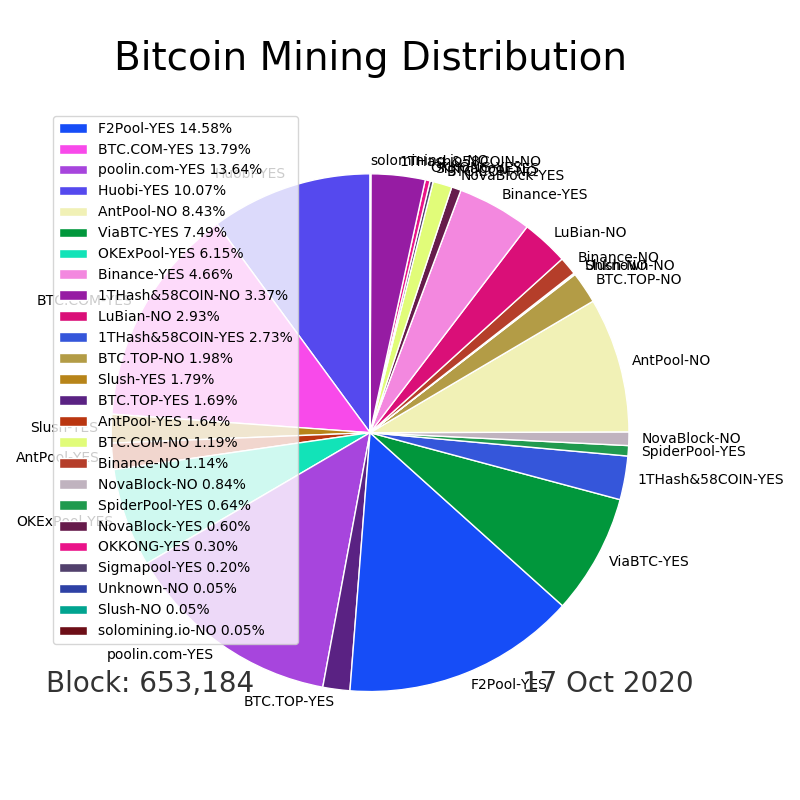 Bitcoin Mining Distribution
F2Pool-YES 14.58%
BTC.COM-YES 13.79%
poolin.com-YES 13.64%
Huobi-YES 10.07%
AntPool-NO 8.43%
ViaBTC-YES 7.49%
OKExPool-YES 6.15%
Binance-YES 4.66%
1THash&58COIN-NO 3.37%
LuBian-NO 2.93%
1THash&58COIN-YES 2.73%
BTC.TOP-NO 1.98%
Slush-YES 1.79%
BTC.TOP-YES 1.69%
AntPool-YES 1.64%
BTC.COM-NO 1.19%
Binance-NO 1.14%
NovaBlock-NO 0.84%
SpiderPool-YES 0.64%
NovaBlock-YES 0.60%
OKKONG-YES 0.30%
Sigmapool-YES 0.20%
Unknown-NO 0.05%
Slush-NO 0.05%
solomining.io-NO 0.05%
solomining.io-NO
1THash&58COIN-NO
NovaBlock-YES
Binance-YES
LuBian-NO
Binance-NO
Unknown-NO
BTC.TOP-NO
AntPool-NO
NovaBlock-NO
SpiderPool-YES
1THash&58COIN-YES
ViaBTC-YES
F2Pool-YES
BTC.TOP-YES
poolin.com-YES
OKExPool-YES
AntPool-YES
Slush-YES
BTC.COM-YES
Huobi-YES
Block: 653,184
17 Oct 2020